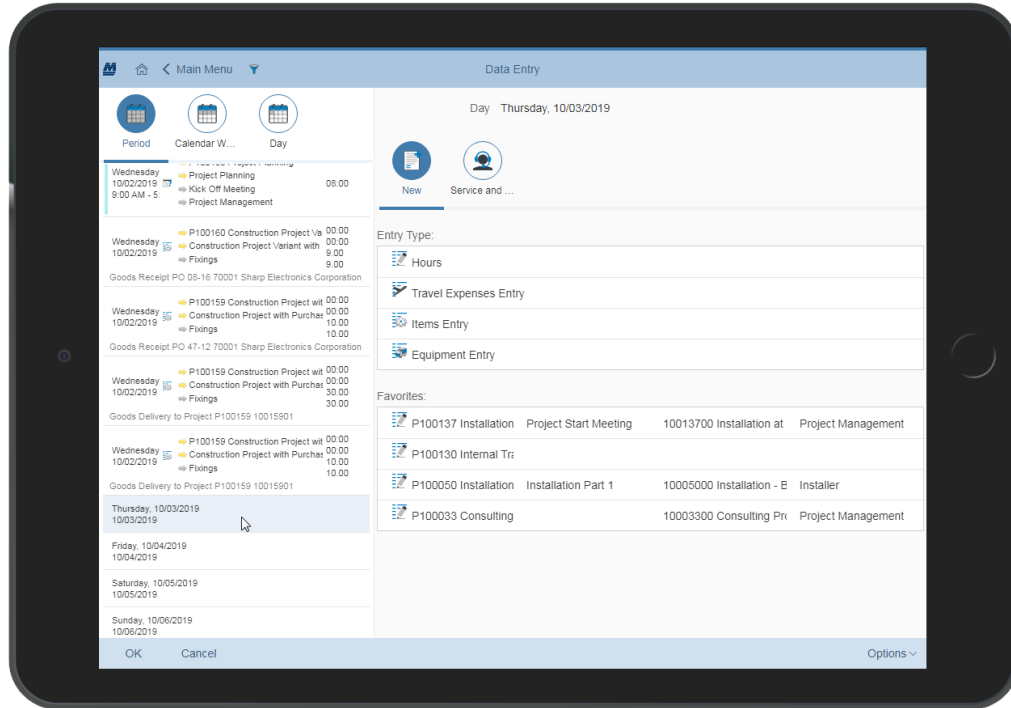 Main Menu
Data Entry
Period
Calendar W...
Day
Wednesday
10/02/2019
9:00 AM - 5:
Project Planning
Kick Off Meeting
Project Management
08:00
Wednesday
10/02/2019
P100160 Construction Project Va
Construction Project Variant with
Fixings
00:00
00:00
9.00
9.00
Goods Receipt PO 08-16 70001 Sharp Electronics Corporation
Wednesday
10/02/2019
P100159 Construction Project wit
Construction Project with Purchas
Fixings
00:00
00:00
10.00
10.00
Goods Receipt PO 47-12 70001 Sharp Electronics Corporation
Wednesday
10/02/2019
P100159 Construction Project wit
Construction Project with Purchas
Fixings
00:00
00:00
30.00
30.00
Goods Delivery to Project P100159 10015901
Wednesday
10/02/2019
P100159 Construction Project wit
Construction Project with Purchas
Fixings
00:00
00:00
10.00
10.00
Goods Delivery to Project P100159 10015901
Thursday, 10/03/2019
10/03/2019
Friday, 10/04/2019
10/04/2019
Saturday, 10/05/2019
10/05/2019
Sunday, 10/06/2019
10/06/2019
Day Thursday, 10/03/2019
New
Service and ...
Entry Type:
Hours
Travel Expenses Entry
Items Entry
Equipment Entry
Favorites:
P100137 Installation Project Start Meeting 10013700 Installation at Project Management
P100130 Internal Tra
P100050 Installation Installation Part 1 10005000 Installation - E Installer
P100033 Consulting 10003300 Consulting Pro Project Management
OK
Cancel
Options